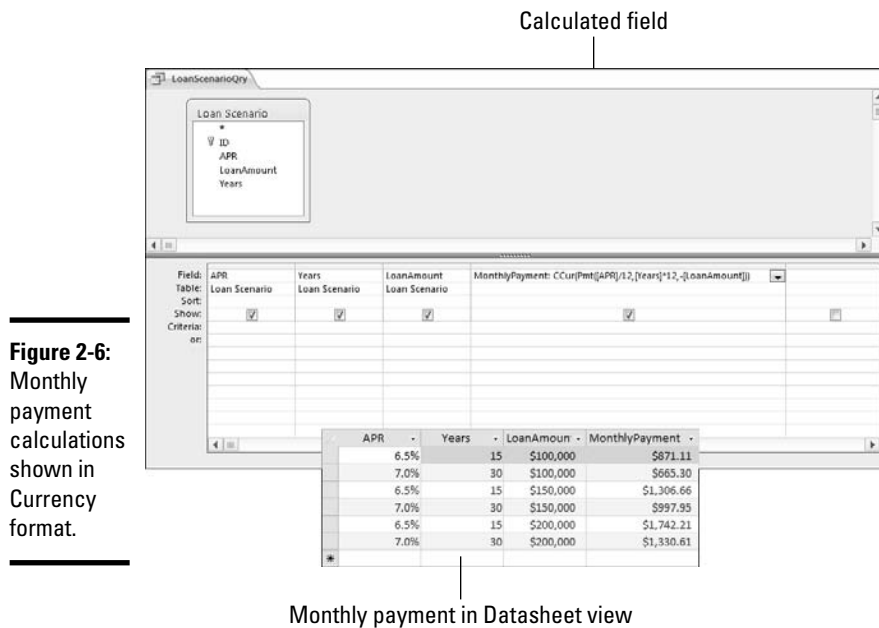 Calculated field
LoanScenarioQry
Loan Scenario
*
ID
APR
LoanAmount
Years
Field: APR Years LoanAmount MonthlyPayment: CCur(Pmt([APR]/12,[Years]*12,-[LoanAmount]))
Table: Loan Scenario Loan Scenario Loan Scenario
Sort:
Show:
Criteria:
or:
Figure 2-6:
Monthly
payment
calculations
shown in
Currency
format.
APR Years LoanAmoun MonthlyPayment
6.5% 15 $100,000 $871.11
7.0% 30 $100,000 $665.30
6.5% 15 $150,000 $1,306.66
7.0% 30 $150,000 $997.95
6.5% 15 $200,000 $1,742.21
7.0% 30 $200,000 $1,330.61
*
Monthly payment in Datasheet view